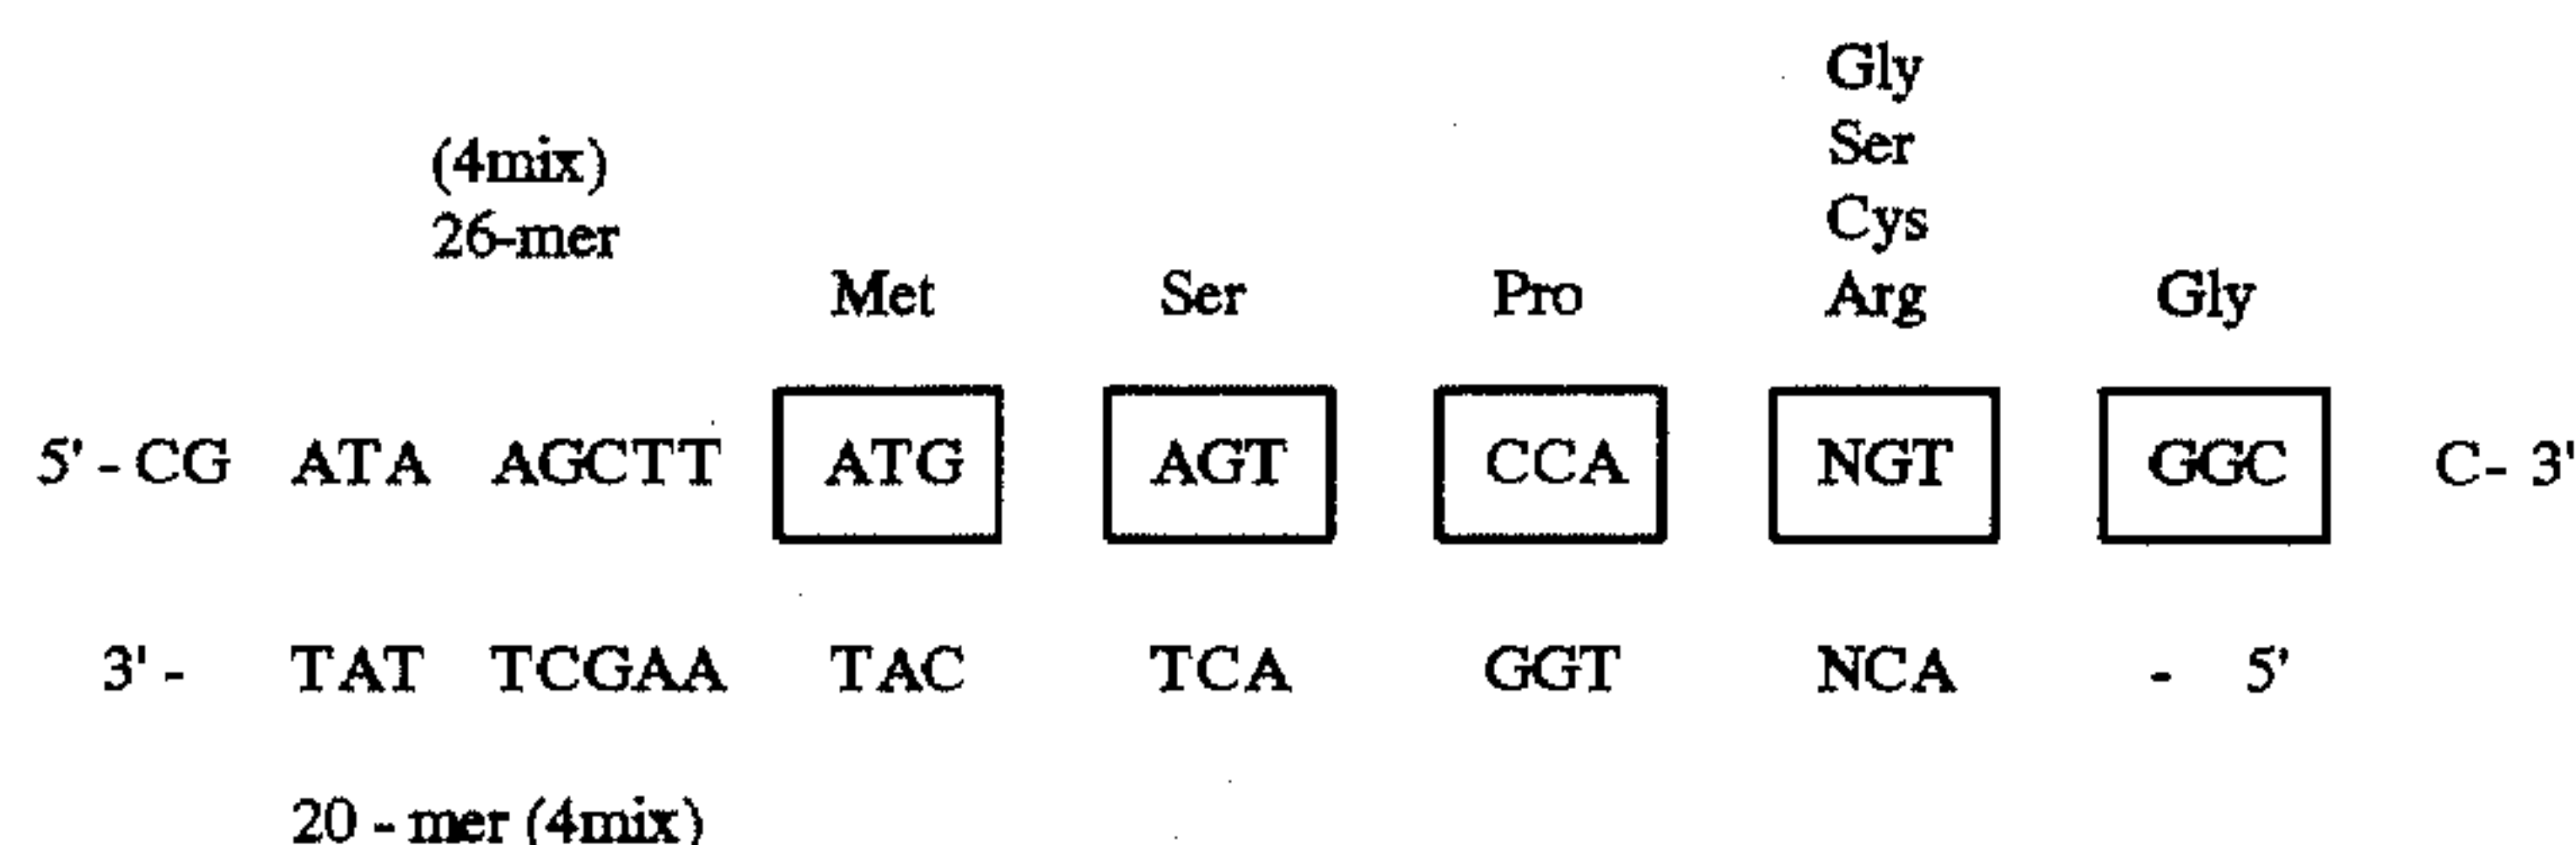 Gly
Ser
Cys
Arg
(4mix)
26-mer
Met Ser Pro Gly
5' - CG ATA AGCTT ATG AGT CCA NGT GGC C- 3'
3' - TAT TCGAA TAC TCA GGT NCA - 5'
20 - mer (4mix)